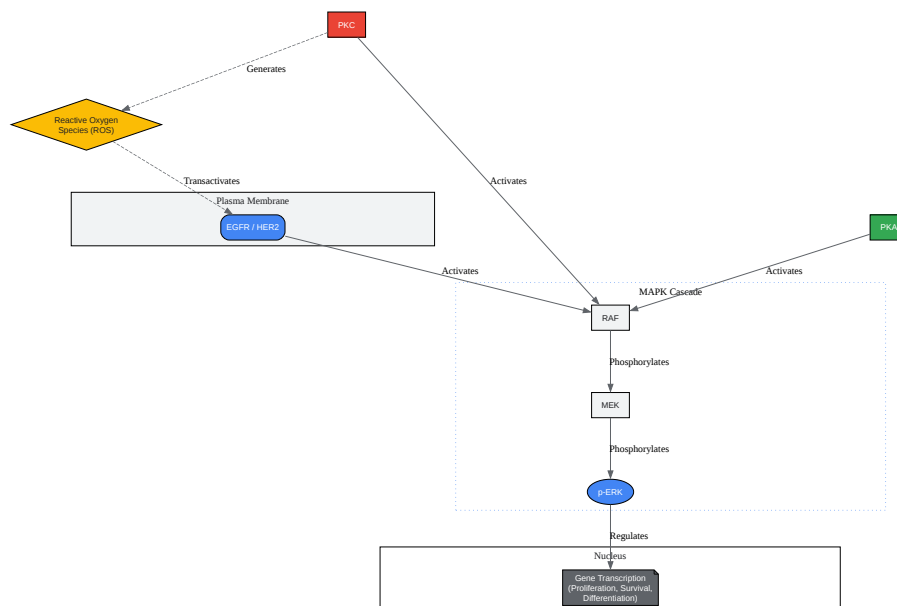 PKC
Generates
Reactive Oxygen
Species (ROS)
Transactivates
Activates
Plasma Membrane
EGFR / HER2
PKA
Activates
Activates
MAPK Cascade
RAF
Phosphorylates
MEK
Phosphorylates
p-ERK
Regulates
Nucleus
Gene Transcription
(Proliferation, Survival,
Differentiation)